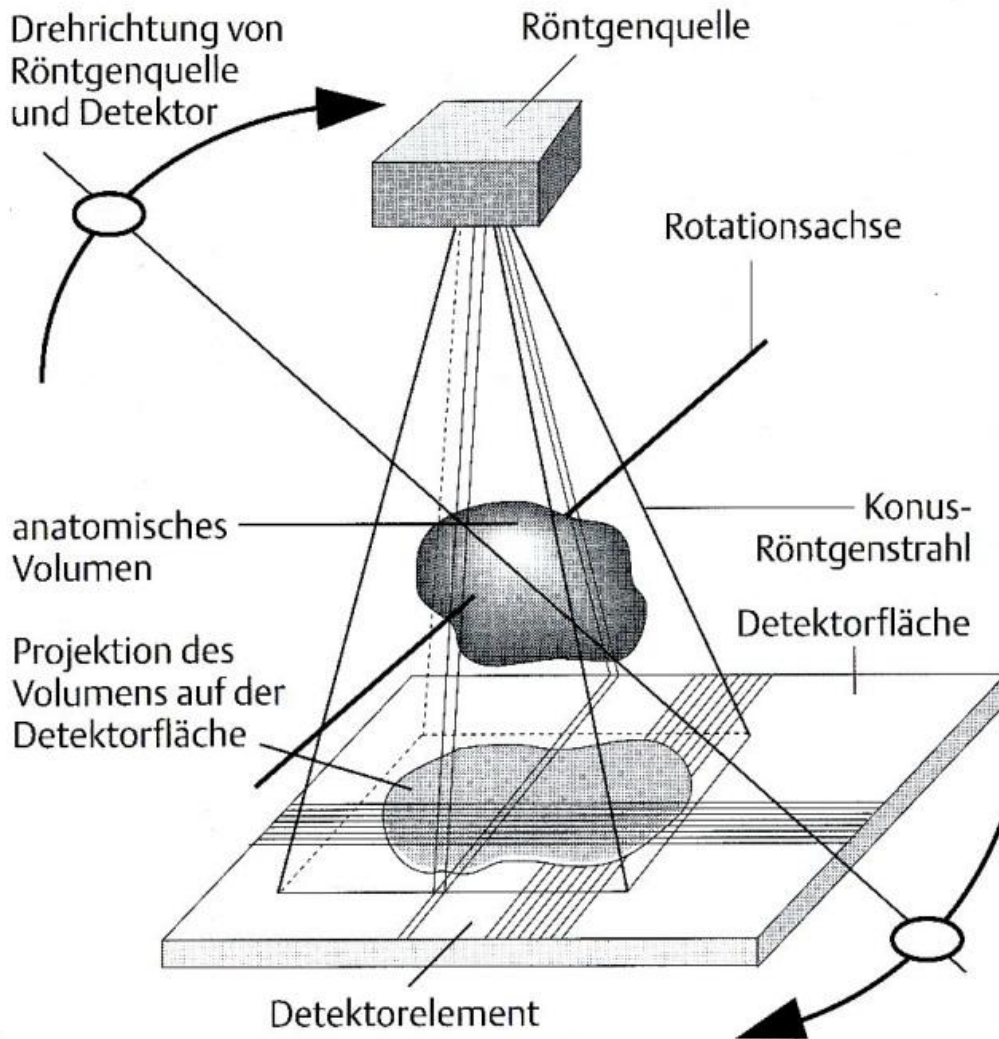 Drehrichtung von
Röntgenquelle
und Detektor
Röntgenquelle
Rotationsachse
anatomisches
Volumen
Konus-
Röntgenstrahl
Detektorfläche
Projektion des
Volumens auf der
Detektorfläche
Detektorelement